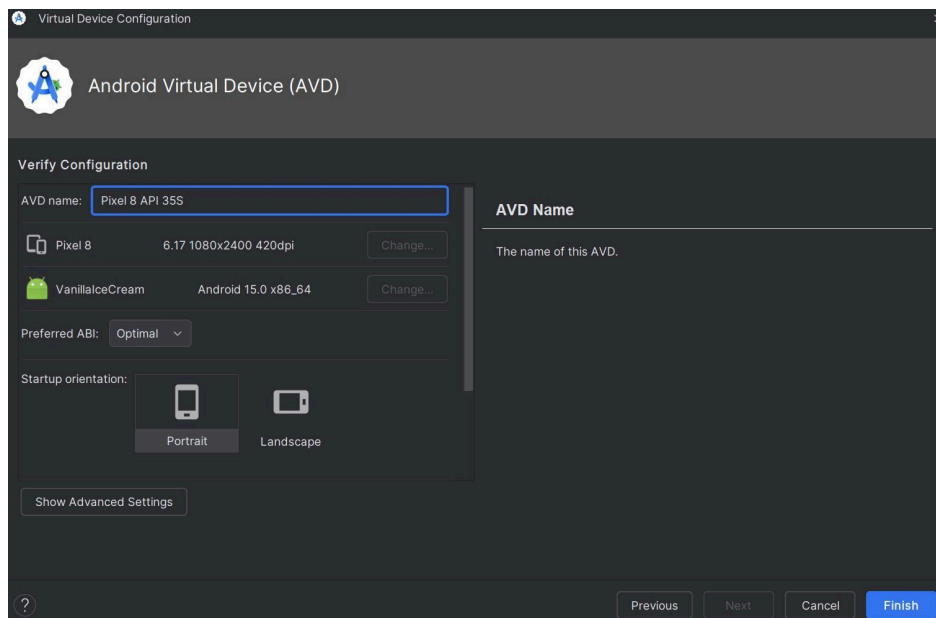 Virtual Device Configuration
Android Virtual Device (AVD)
Verify Configuration
AVD name: Pixel 8 API 35S
Pixel 8 6.17 1080x2400 420dpi Change...
VanillaIceCream Android 15.0 x86_64 Change...
Preferred ABI: Optimal
Startup orientation:
Portrait Landscape
Show Advanced Settings
AVD Name
The name of this AVD.
? Previous Next Cancel Finish